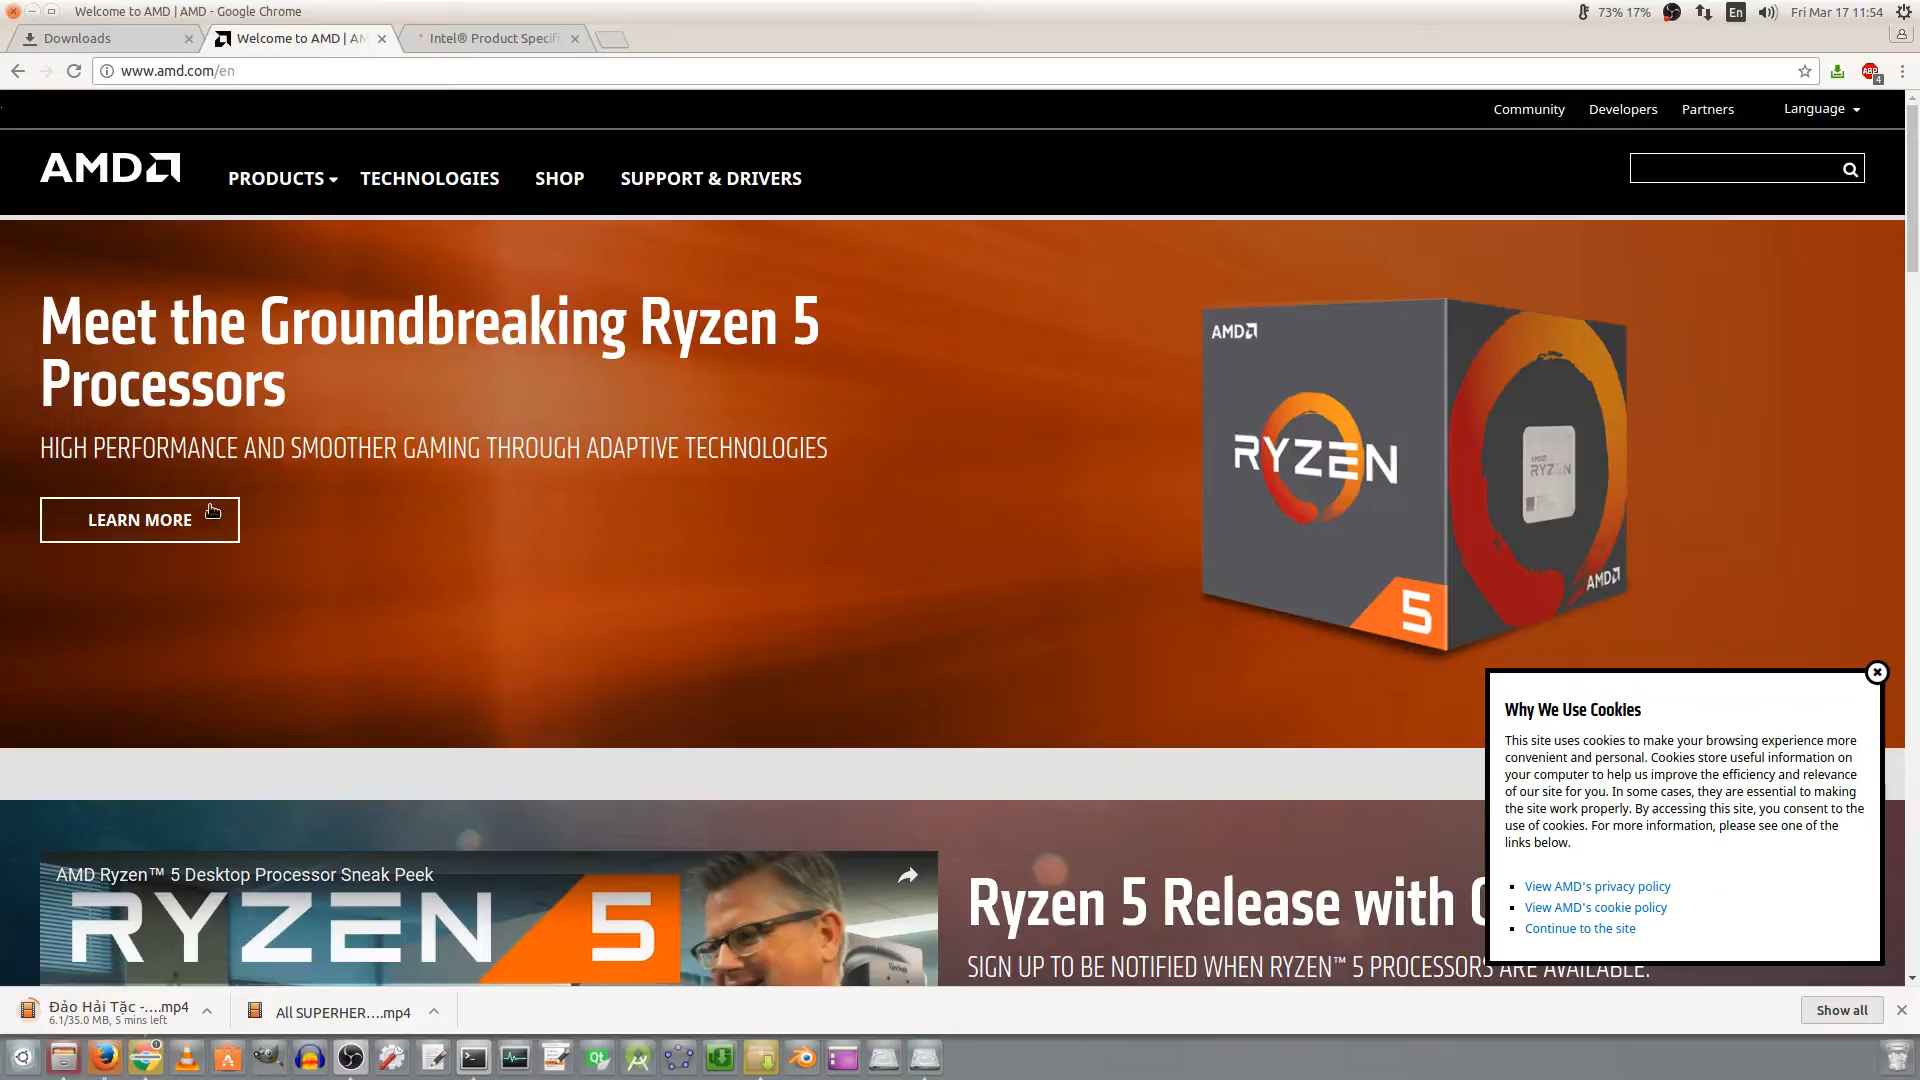 Welcome to AMD | AMD - Google Chrome
73% 17%
En
Fri Mar 17 11:54
Downloads
Welcome to AMD | AM
Intel® Product Specifi
www.amd.com/en
ABP
4
Community
Developers
Partners
Language
AMD
PRODUCTS
TECHNOLOGIES
SHOP
SUPPORT & DRIVERS
Meet the Groundbreaking Ryzen 5
Processors
HIGH PERFORMANCE AND SMOOTHER GAMING THROUGH ADAPTIVE TECHNOLOGIES
LEARN MORE
AMD
RYZEN
5
AMD
RYZEN
AMD
Why We Use Cookies
This site uses cookies to make your browsing experience more
convenient and personal. Cookies store useful information on
your computer to help us improve the efficiency and relevance
of our site for you. In some cases, they are essential to making
the site work properly. By accessing this site, you consent to the
use of cookies. For more information, please see one of the
links below.
View AMD's privacy policy
View AMD's cookie policy
Continue to the site
AMD Ryzen™ 5 Desktop Processor Sneak Peek
RYZEN 5
Ryzen 5 Release with
SIGN UP TO BE NOTIFIED WHEN RYZEN™ 5 PROCESSORS ARE AVAILABLE.
Đảo Hải Tặc -....mp4
6.1/35.0 MB, 5 mins left
All SUPERHER....mp4
Show all
1
Qt